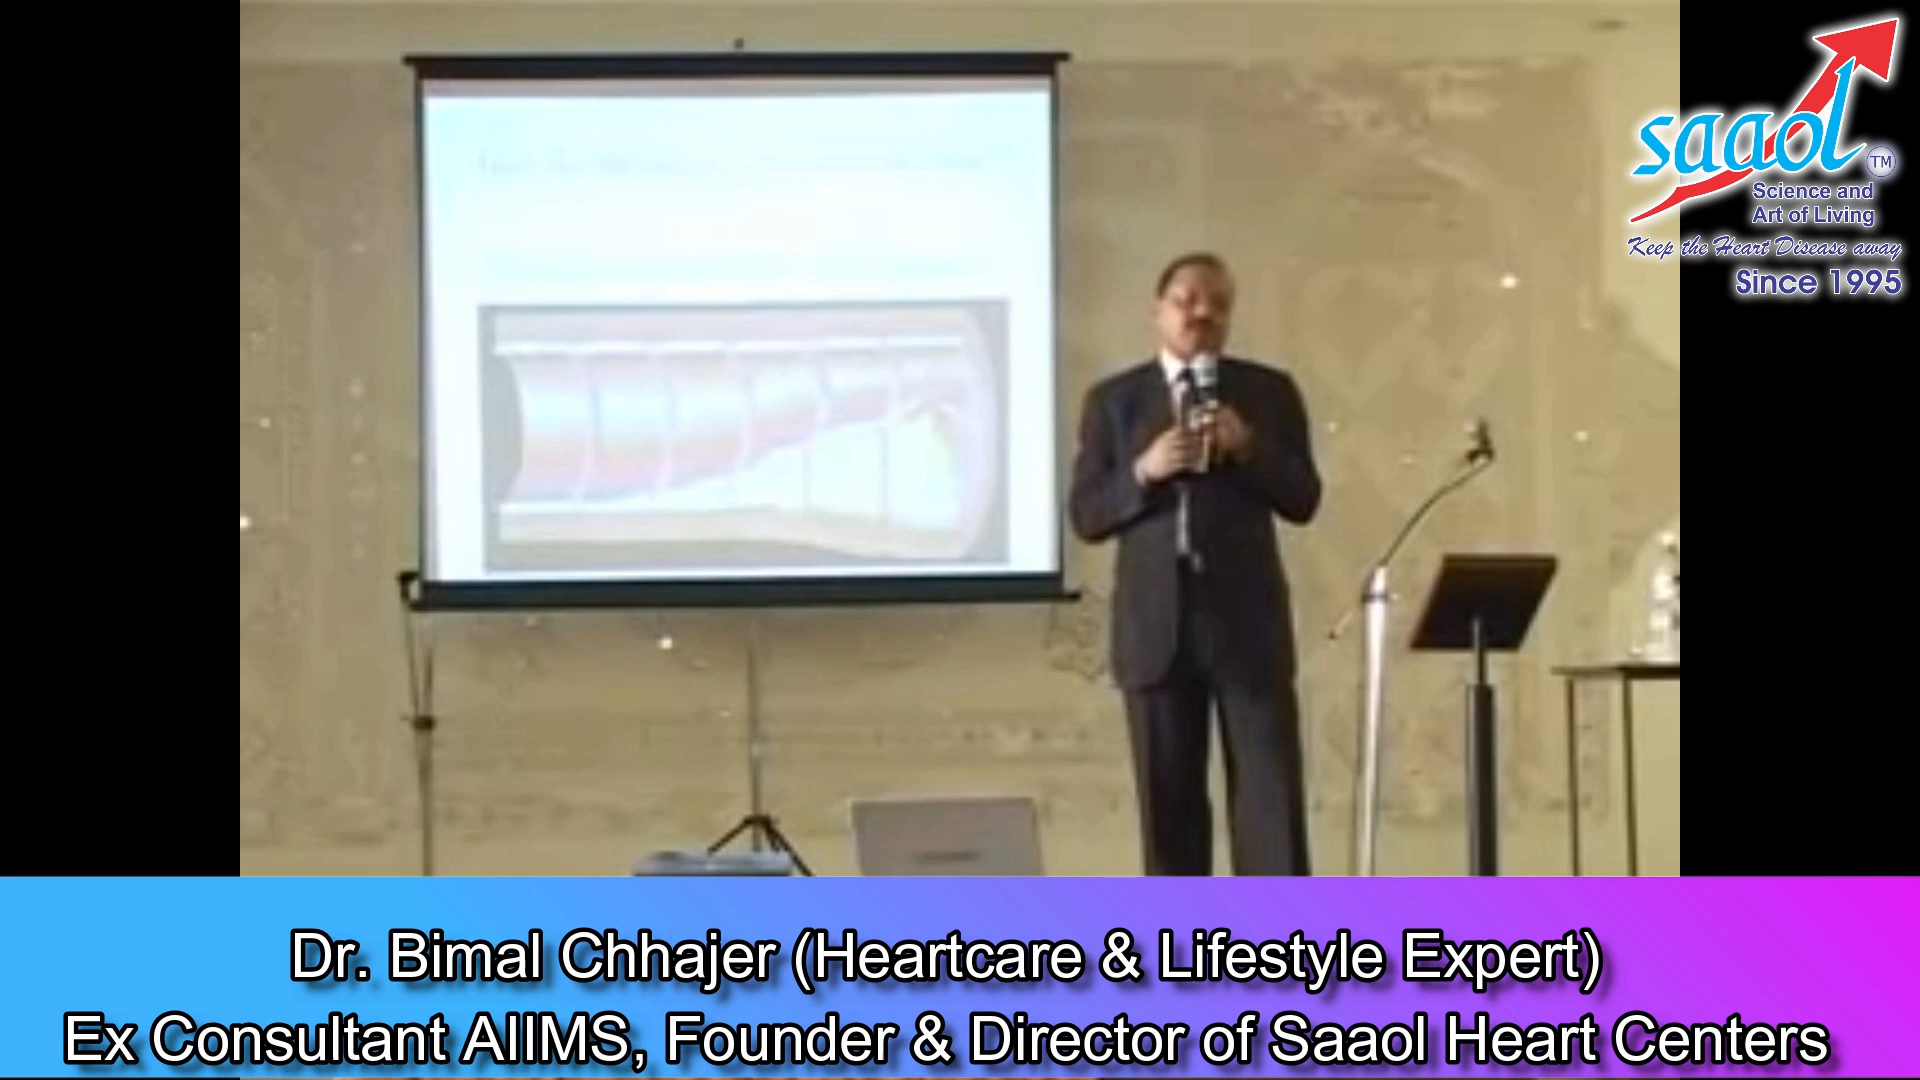 saaol
TM
Science and
Art of Living
Keep the Heart Disease away
Since 1995
Dr. Bimal Chhajer (Heartcare & Lifestyle Expert)
Ex Consultant AIIMS, Founder & Director of Saaol Heart Centers